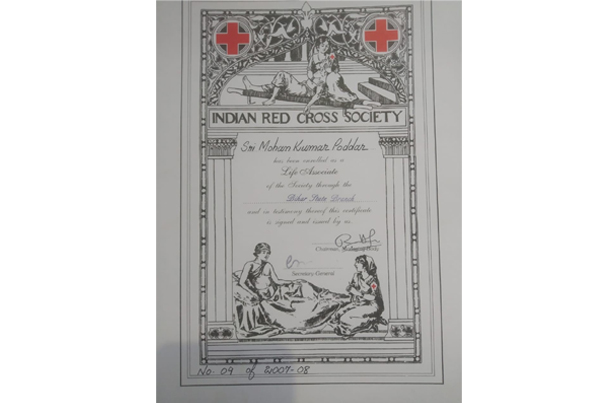 INDIAN RED CROSS SOCIETY
Sri Mohan Kumar Poddar
has been enrolled as a
Life Associate
of the Society through the
Bihar State Branch
and in testimony thereof this certificate
is signed and issued by us.
Chairman,
Secretary General
No. 09 of 2007-08